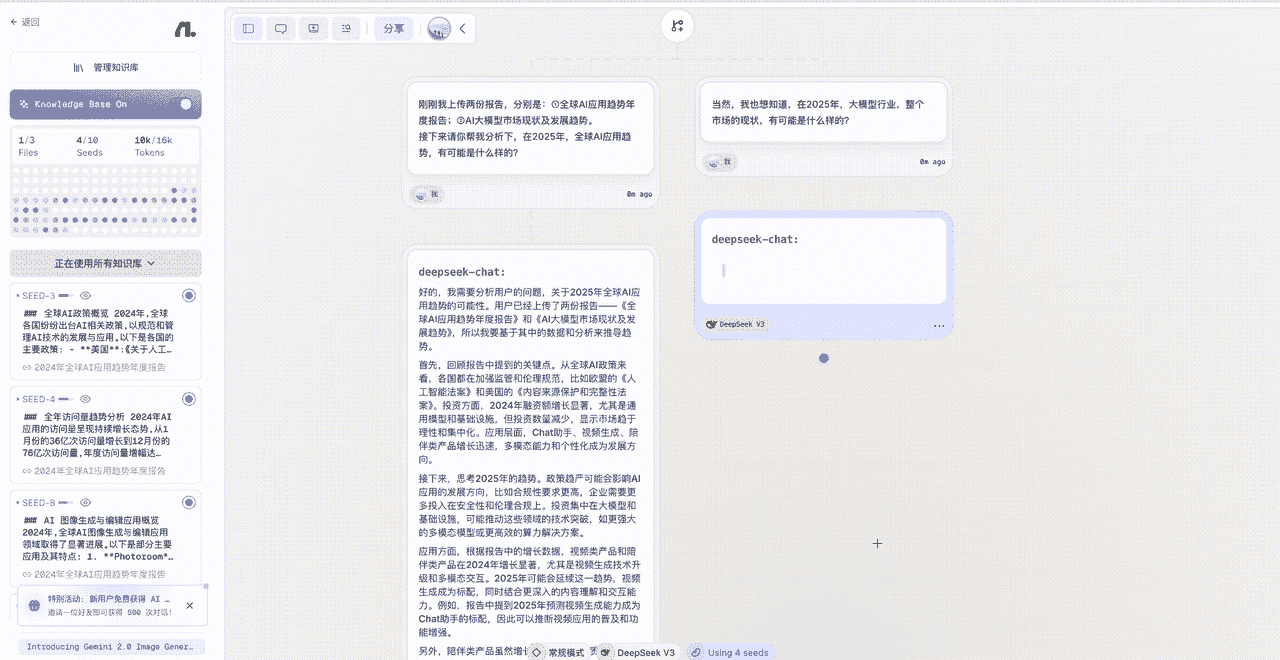 返回
管理知识库
Knowledge Base On
1/3 4/10 10k/16k
Files Seeds Tokens
正在使用所有知识库
SEED-3
### 全球AI政策概览 2024年,全
球各国纷纷出台AI相关政策,以规范和管
理AI技术的发展与应用。以下是各国的
主要政策: - **美国**:《关于人工…
2024年全球AI应用趋势年度报告
SEED-4
### 全年访问量趋势分析 2024年AI
应用的访问量呈现持续增长态势,从1
月份的36亿次访问量增长到12月份的
76亿次访问量,年度访问量增幅达…
2024年全球AI应用趋势年度报告
SEED-8
### AI 图像生成与编辑应用概览
2024年,全球AI图像生成与编辑应用
领域取得了显著进展。以下是部分主要
应用及其特点: 1. **Photoroom*…
2024年全球AI应用趋势年度报告
特别活动: 新用户免费获得 AI …
邀请一位好友即可获得 500 次对话!
Introducing Gemini 2.0 Image Gener…
分享
刚刚我上传两份报告，分别是：①全球AI应用趋势年
度报告；②AI大模型市场现状及发展趋势。
接下来请你帮我分析下，在2025年，全球AI应用趋
势，有可能是什么样的？
我 0m ago
deepseek-chat:
好的，我需要分析用户的问题，关于2025年全球AI应
用趋势的可能性。用户已经上传了两份报告——《全
球AI应用趋势年度报告》和《AI大模型市场现状及发
展趋势》，所以我要基于其中的数据和分析来推导趋
势。
首先，回顾报告中提到的关键点。从全球AI政策来
看，各国都在加强监管和伦理规范，比如欧盟的《人
工智能法案》和美国的《内容来源保护和完整性法
案》。投资方面，2024年融资额增长显著，尤其是通
用模型和基础设施，但投资数量减少，显示市场趋于
理性和集中化。应用层面，Chat助手、视频生成、陪
伴类产品增长迅速，多模态能力和个性化成为发展方
向。
接下来，思考2025年的趋势。政策趋严可能会影响AI
应用的发展方向，比如合规性要求更高，企业需要更
多投入在安全性和伦理合规上。投资集中在大模型和
基础设施，可能推动这些领域的技术突破，如更强大
的多模态模型或更高效的算力解决方案。
应用方面，根据报告中的增长数据，视频类产品和陪
伴类产品在2024年增长显著，尤其是视频生成技术升
级和多模态交互。2025年可能会延续这一趋势，视频
生成成为标配，同时结合更深入的内容理解和交互能
力。例如，报告中提到2025年预测视频生成能力成为
Chat助手的标配，因此可以推断视频应用的普及和功
能增强。
另外，陪伴类产品虽然增
当然，我也想知道，在2025年，大模型行业，整个
市场的现状，有可能是什么样的？
我 0m ago
deepseek-chat:
DeepSeek V3
常规模式 DeepSeek V3 Using 4 seeds